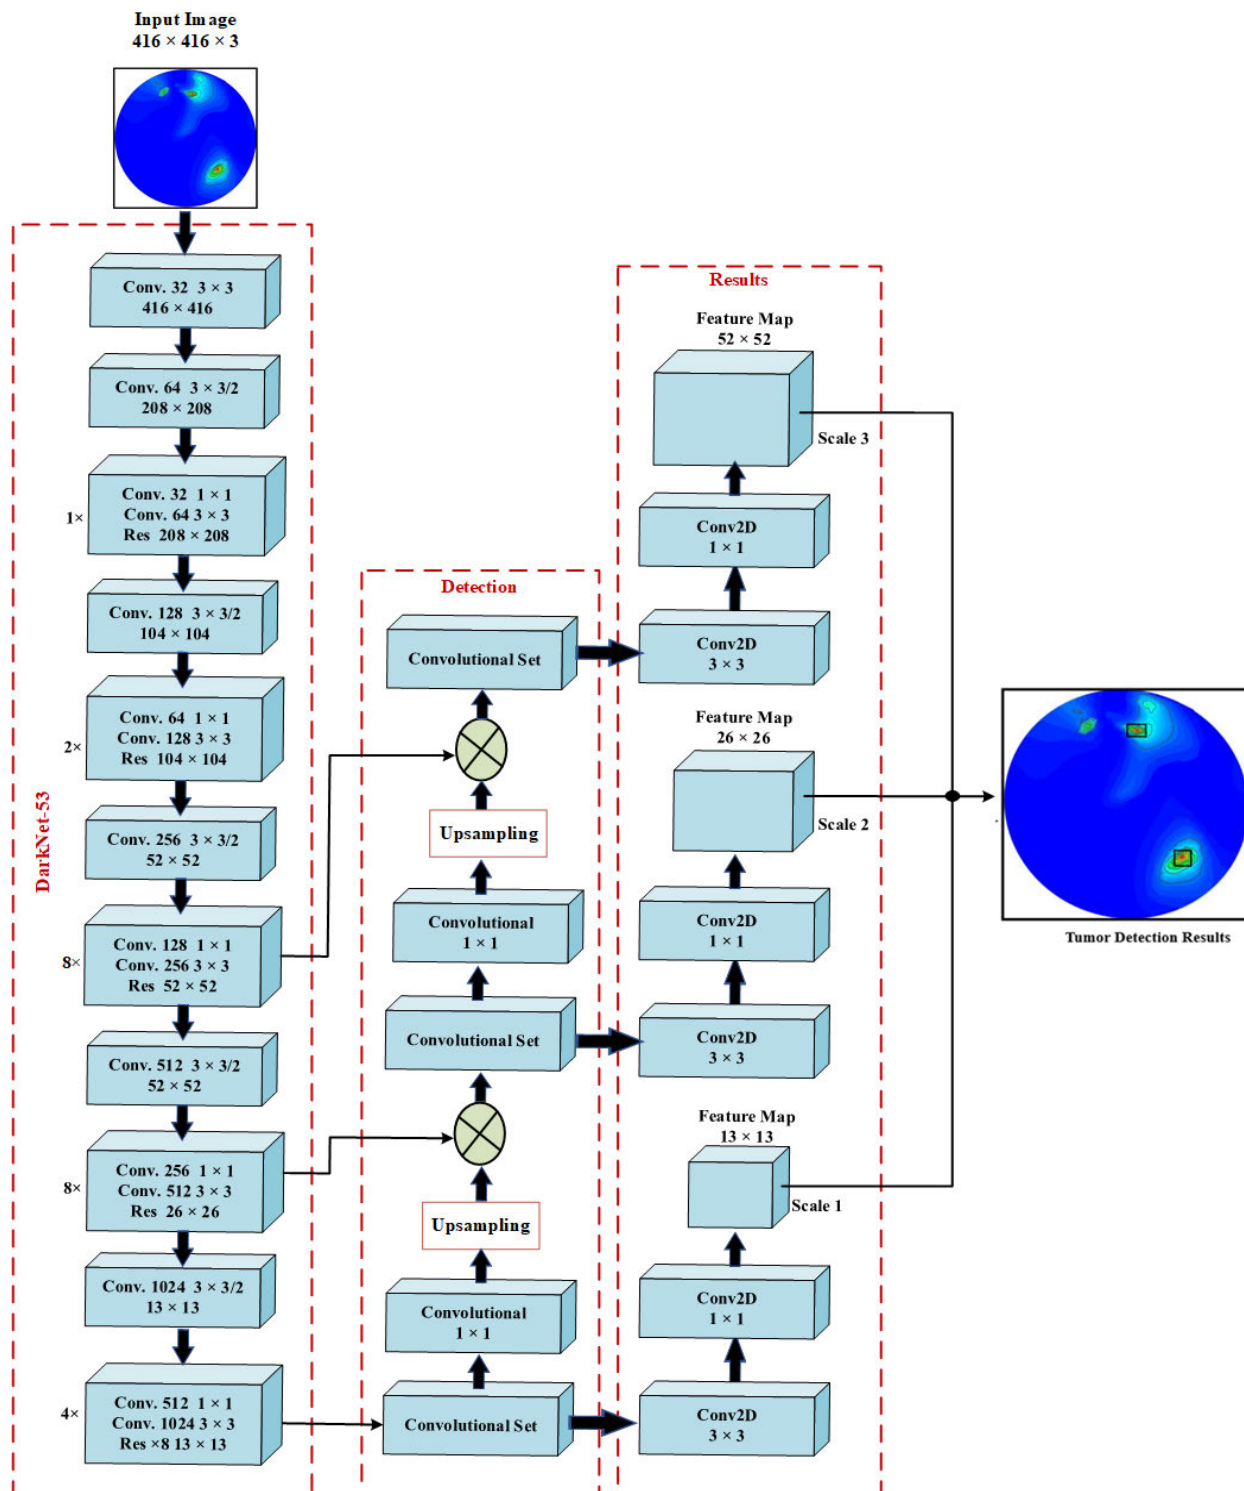 Input Image
416 × 416 × 3
DarkNet-53
Conv. 32 3 × 3
416 × 416
Conv. 64 3 × 3/2
208 × 208
1×
Conv. 32 1 × 1
Conv. 64 3 × 3
Res 208 × 208
Conv. 128 3 × 3/2
104 × 104
2×
Conv. 64 1 × 1
Conv. 128 3 × 3
Res 104 × 104
Conv. 256 3 × 3/2
52 × 52
8×
Conv. 128 1 × 1
Conv. 256 3 × 3
Res 52 × 52
Conv. 512 3 × 3/2
52 × 52
8×
Conv. 256 1 × 1
Conv. 512 3 × 3
Res 26 × 26
Conv. 1024 3 × 3/2
13 × 13
4×
Conv. 512 1 × 1
Conv. 1024 3 × 3
Res ×8 13 × 13
Detection
Convolutional Set
Upsampling
Convolutional
1 × 1
Convolutional Set
Upsampling
Convolutional
1 × 1
Convolutional Set
Results
Feature Map
52 × 52
Scale 3
Conv2D
1 × 1
Conv2D
3 × 3
Feature Map
26 × 26
Scale 2
Conv2D
1 × 1
Conv2D
3 × 3
Feature Map
13 × 13
Scale 1
Conv2D
1 × 1
Conv2D
3 × 3
Tumor Detection Results